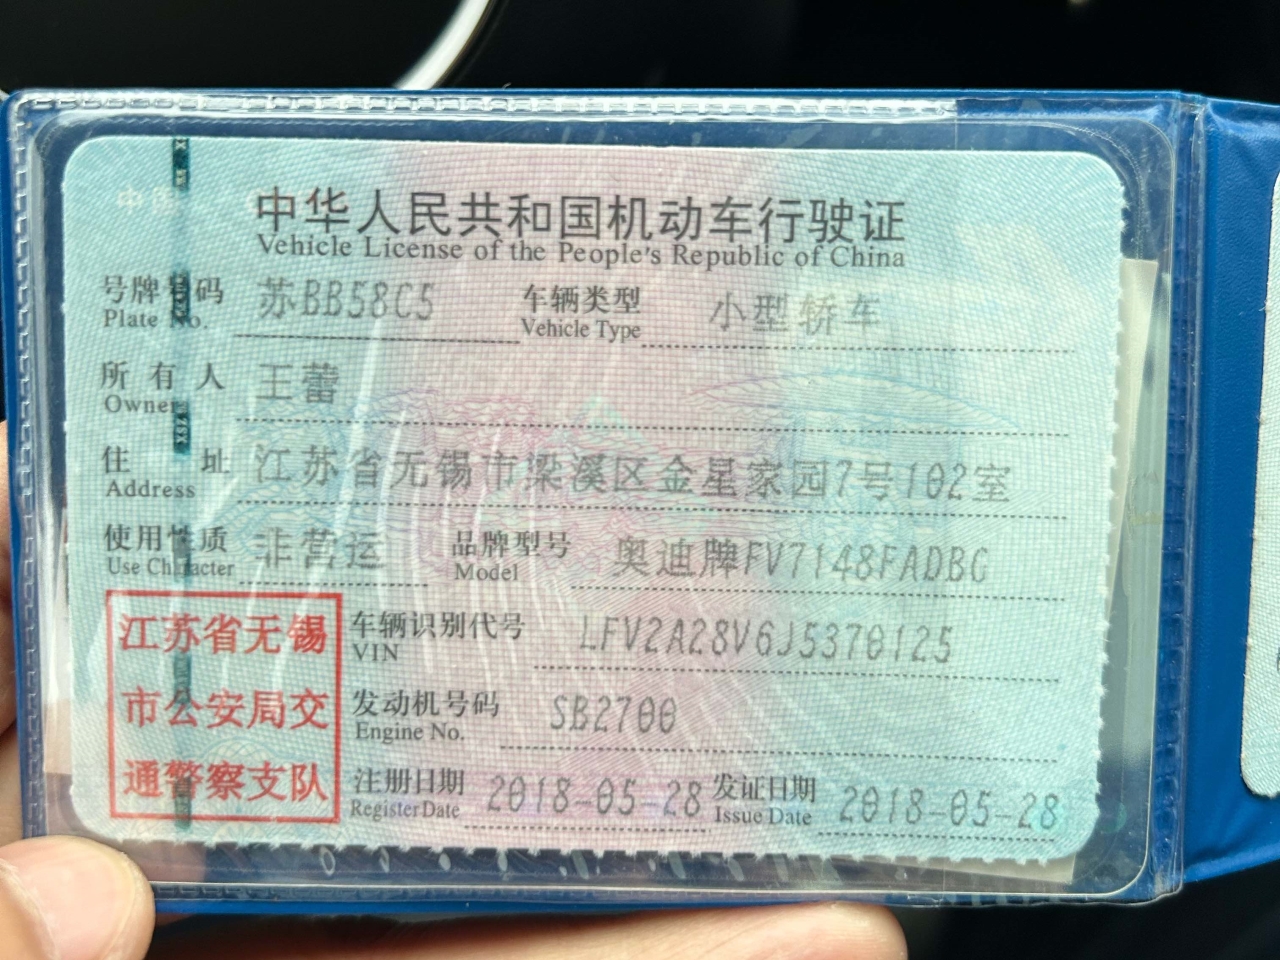 中华人民共和国机动车行驶证
Vehicle License of the People's Republic of China
号牌号码 苏BB58C5 车辆类型 小型轿车
Plate No. Vehicle Type
所有人 王蕾
Owner
住址 江苏省无锡市梁溪区金星家园7号102室
Address
使用性质 非营运 品牌型号 奥迪牌FV7148FADBG
Use Character Model
江苏省无锡
市公安局交
通警察支队
车辆识别代号 LFV2A28V6J5370125
VIN
发动机号码 SB2700
Engine No.
注册日期 2018-05-28 发证日期 2018-05-28
Register Date Issue Date